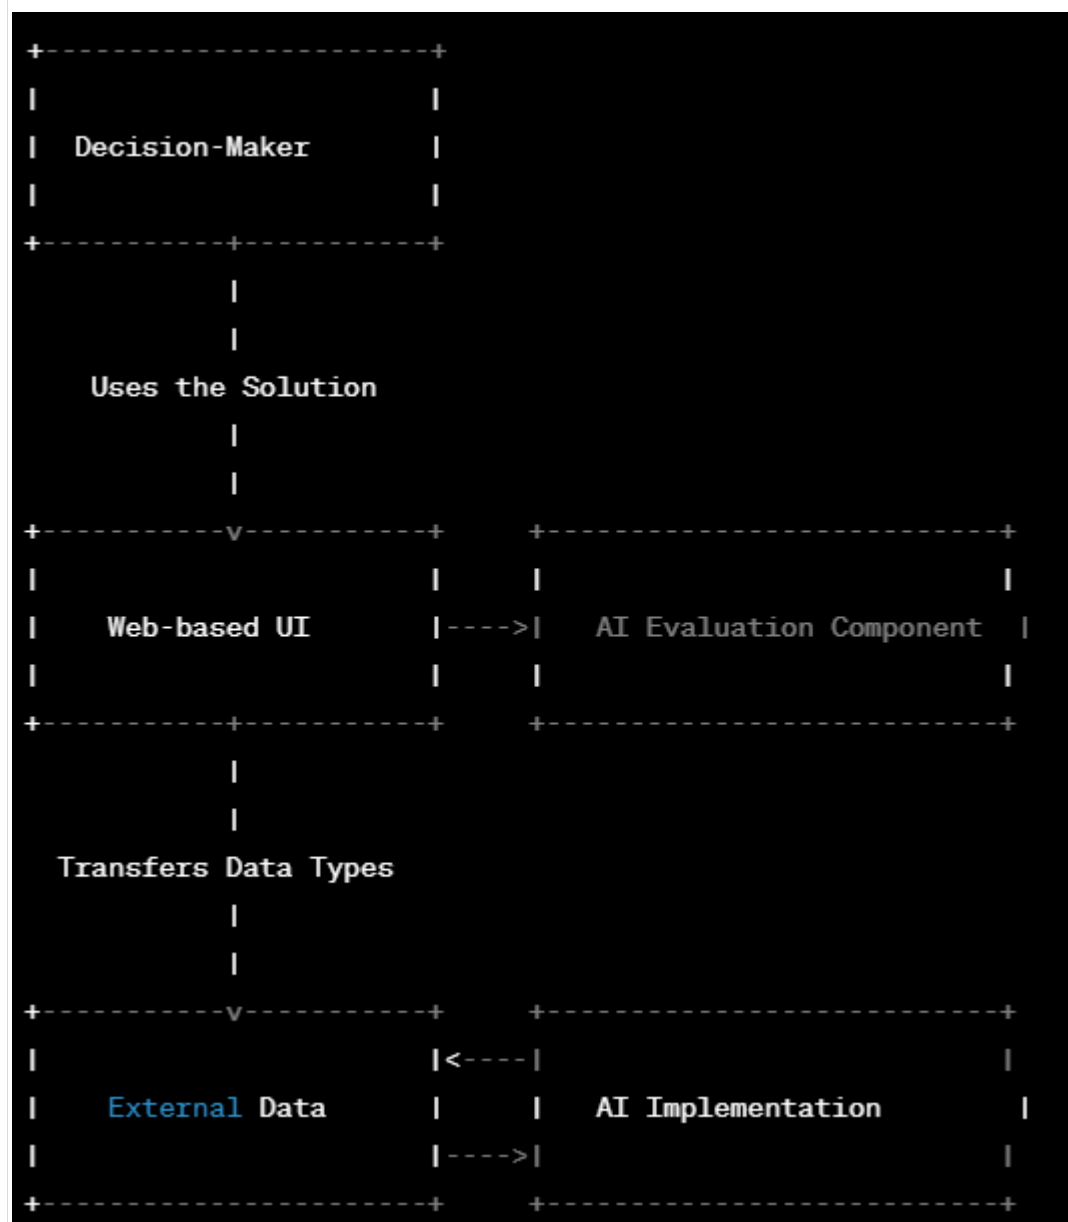 +-----------------------+
|                       |
|  Decision-Maker       |
|                       |
+-----------+-----------+
            |
            |
    Uses the Solution
            |
            |
+-----------v-----------+     +----------------------------+
|                       |     |                            |
|    Web-based UI       |---->|   AI Evaluation Component  |
|                       |     |                            |
+-----------+-----------+     +----------------------------+
            |
            |
  Transfers Data Types
            |
            |
+-----------v-----------+     +----------------------------+
|                       |<----|                            |
|    External Data      |     |   AI Implementation        |
|                       |---->|                            |
+-----------------------+     +----------------------------+